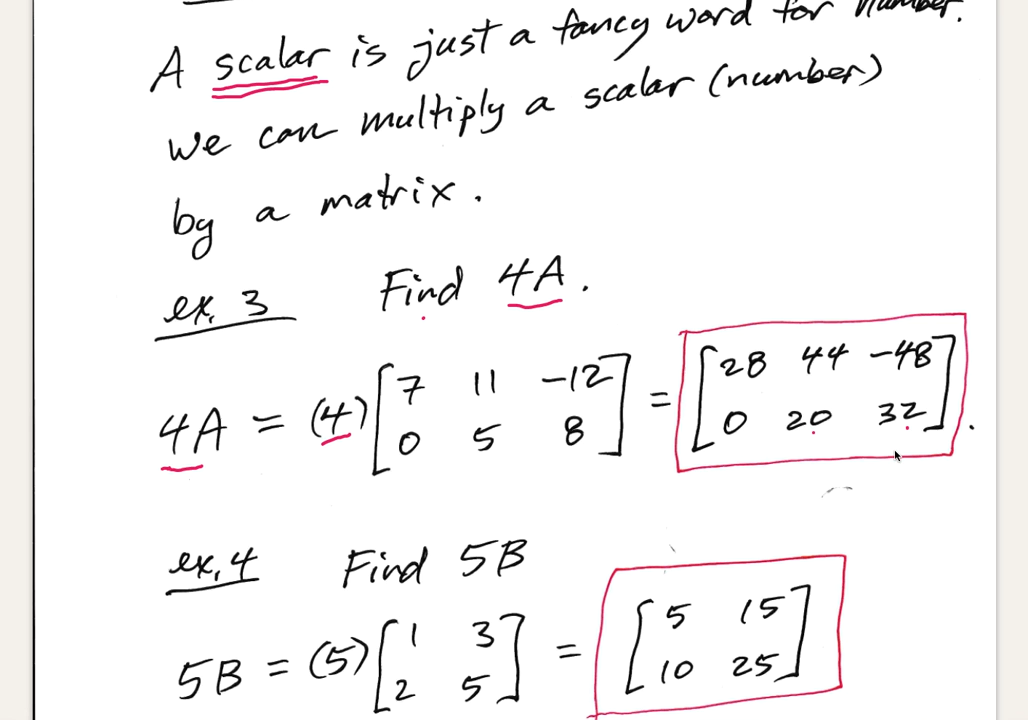 A scalar is just a fancy word for number.
we can multiply a scalar (number)
by a matrix.
ex. 3 Find 4A.
4A = (4) [7 11 -12; 0 5 8] = [28 44 -48; 0 20 32].
ex. 4 Find 5B
5B = (5) [1 3; 2 5] = [5 15; 10 25]